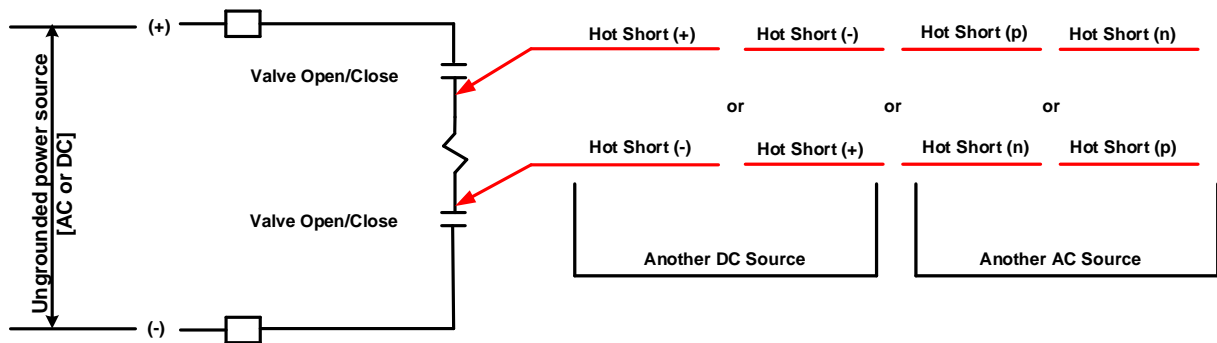 Ungrounded power source
[AC or DC]
(+)
Valve Open/Close
Valve Open/Close
(-)
Hot Short (+)
Hot Short (-)
Hot Short (p)
Hot Short (n)
or
or
or
Hot Short (-)
Hot Short (+)
Hot Short (n)
Hot Short (p)
Another DC Source
Another AC Source